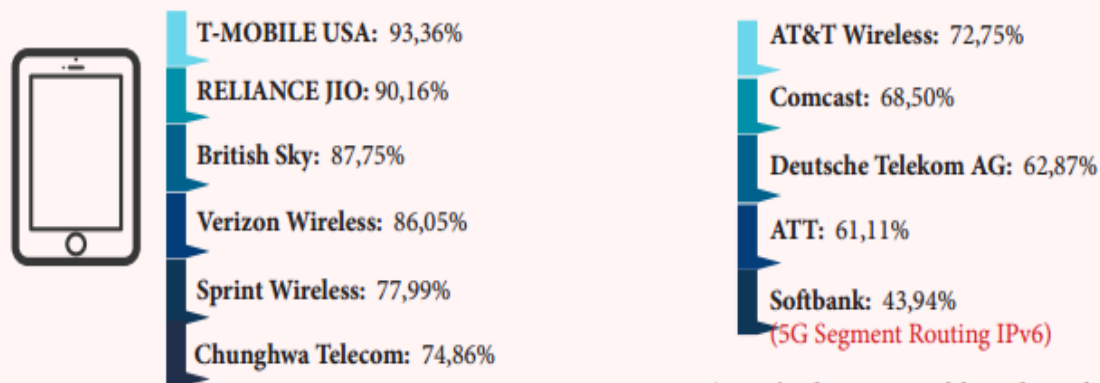 T-MOBILE USA: 93,36%
RELIANCE JIO: 90,16%
British Sky: 87,75%
Verizon Wireless: 86,05%
Sprint Wireless: 77,99%
Chunghwa Telecom: 74,86%
AT&T Wireless: 72,75%
Comcast: 68,50%
Deutsche Telekom AG: 62,87%
ATT: 61,11%
Softbank: 43,94%
(5G Segment Routing IPv6)